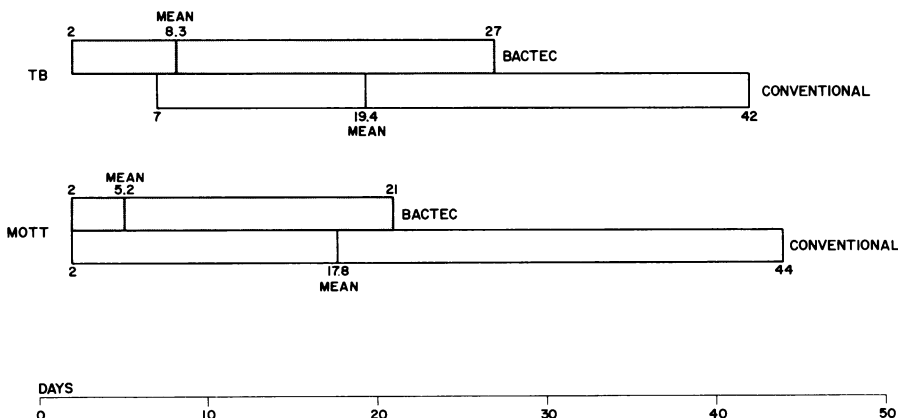 MEAN
2 8.3 27
BACTEC
TB
CONVENTIONAL
7 19.4 42
MEAN
MEAN
2 5.2 21
BACTEC
MOTT
CONVENTIONAL
2 17.8 44
MEAN
DAYS
0 10 20 30 40 50